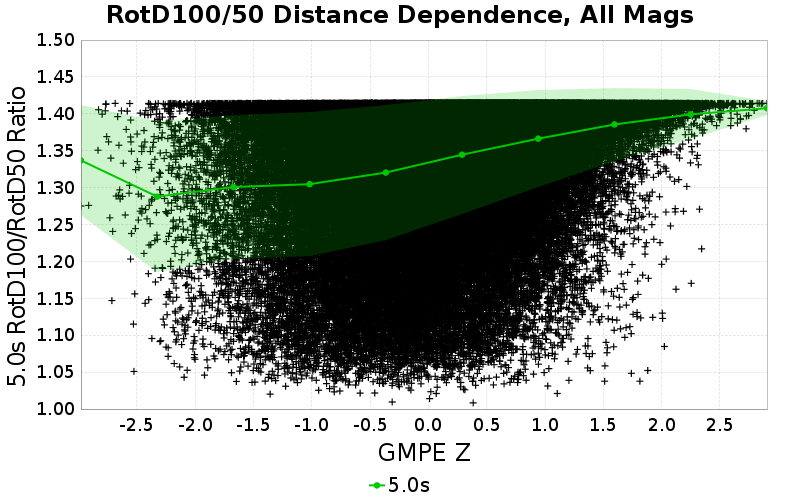 RotD100/50 Distance Dependence, All Mags
5.0s RotD100/RotD50 Ratio
1.50
1.45
1.40
1.35
1.30
1.25
1.20
1.15
1.10
1.05
1.00
-2.5 -2.0 -1.5 -1.0 -0.5 0.0 0.5 1.0 1.5 2.0 2.5
GMPE Z
5.0s